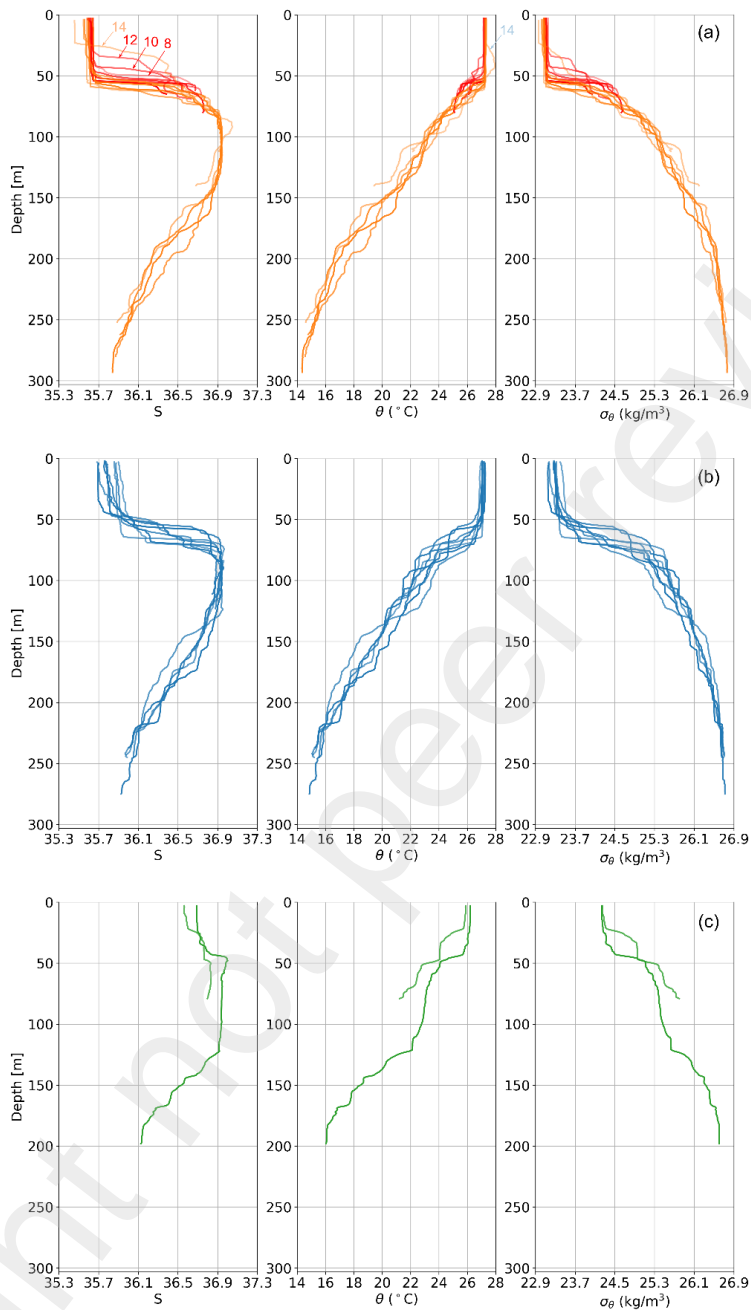 0
50
100
150
200
250
300
Depth [m]
35.3 35.7 36.1 36.5 36.9 37.3
S
14
12 10 8
14 16 18 20 22 24 26 28
θ (°C)
14
22.9 23.7 24.5 25.3 26.1 26.9
σθ (kg/m³)
(a)
0
50
100
150
200
250
300
Depth [m]
35.3 35.7 36.1 36.5 36.9 37.3
S
14 16 18 20 22 24 26 28
θ (°C)
22.9 23.7 24.5 25.3 26.1 26.9
σθ (kg/m³)
(b)
0
50
100
150
200
250
300
Depth [m]
35.3 35.7 36.1 36.5 36.9 37.3
S
14 16 18 20 22 24 26 28
θ (°C)
22.9 23.7 24.5 25.3 26.1 26.9
σθ (kg/m³)
(c)
nt not peer revi